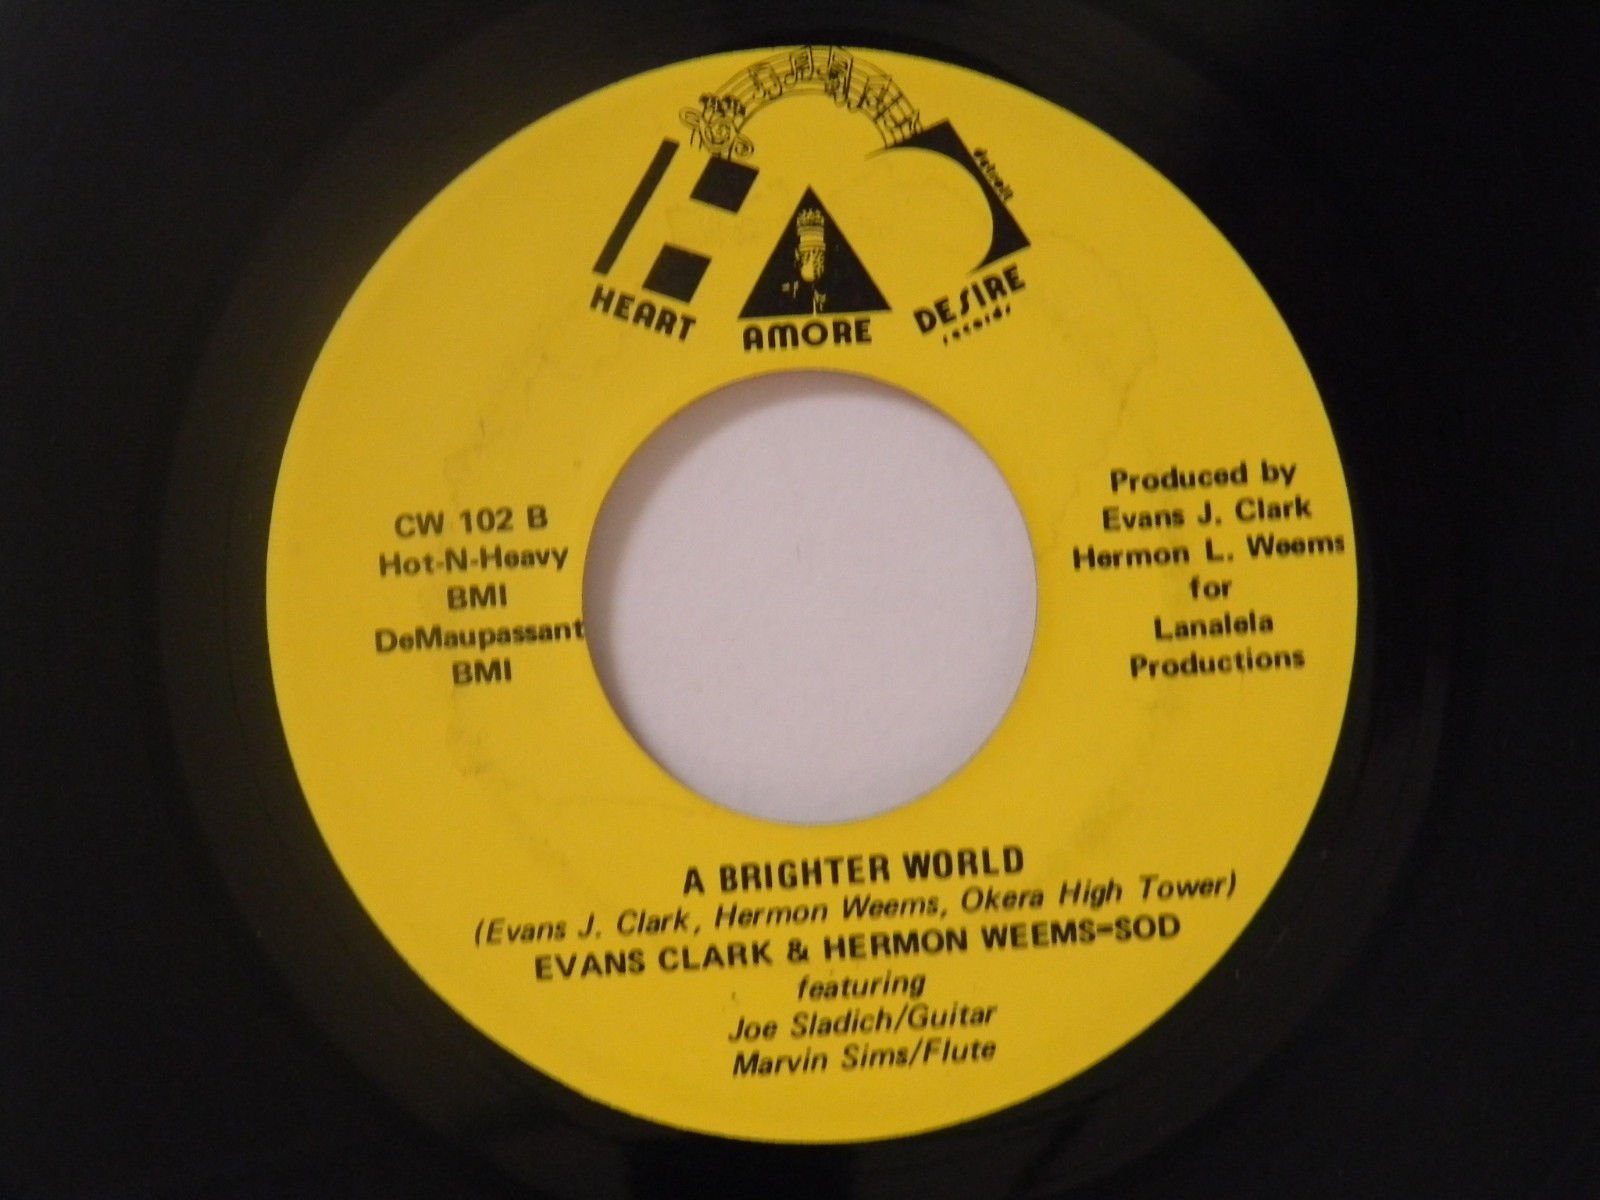 detroit
HEART
AMORE
DESIRE
records
CW 102 B
Hot-N-Heavy
BMI
DeMaupassant
BMI
Produced by
Evans J. Clark
Hermon L. Weems
for
Lanalela
Productions
A BRIGHTER WORLD
(Evans J. Clark, Hermon Weems, Okera High Tower)
EVANS CLARK & HERMON WEEMS-SOD
featuring
Joe Sladich/Guitar
Marvin Sims/Flute